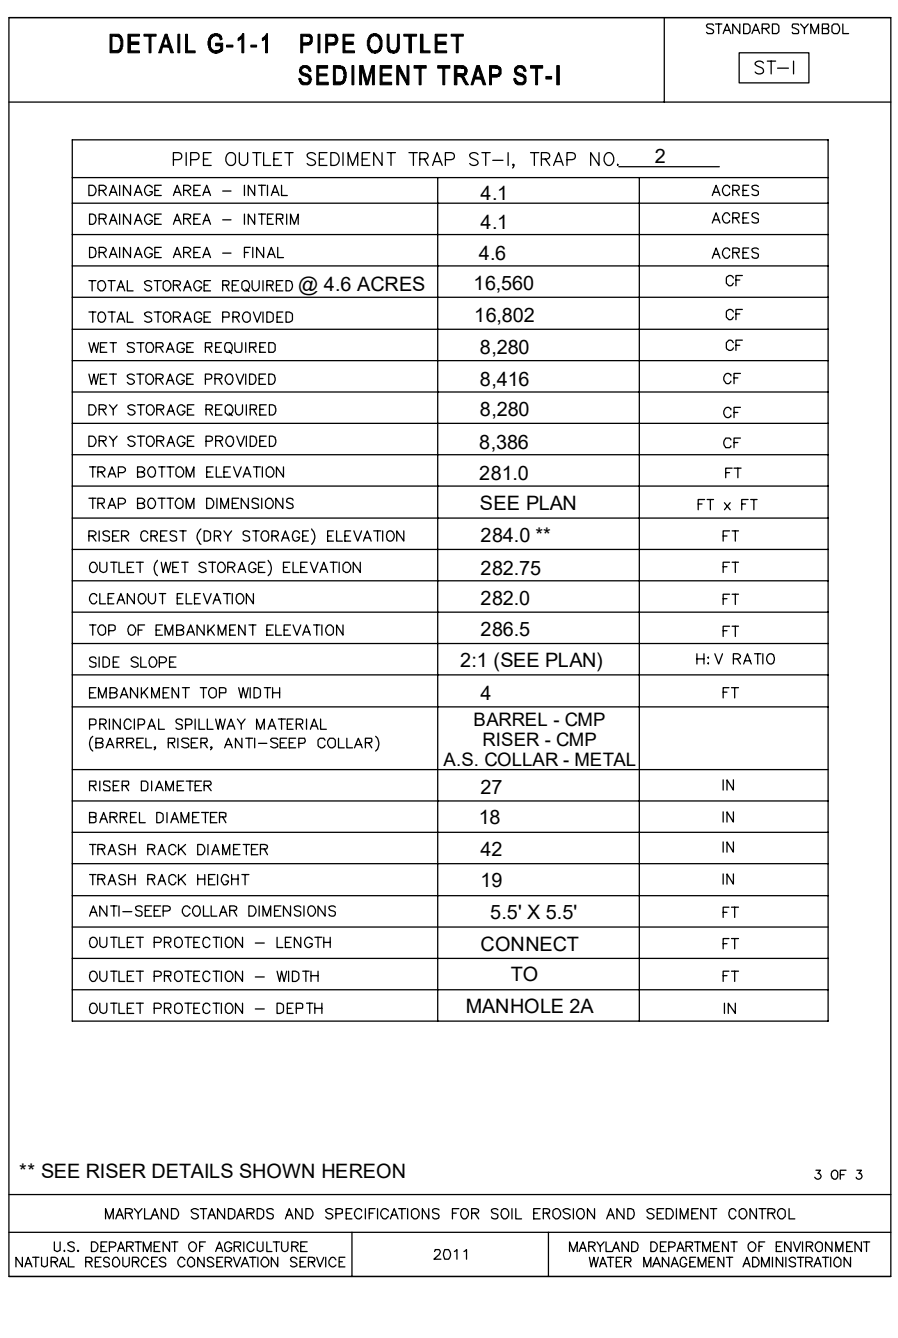 DETAIL G-1-1 PIPE OUTLET
SEDIMENT TRAP ST-I
STANDARD SYMBOL
ST-I
PIPE OUTLET SEDIMENT TRAP ST-I, TRAP NO. 2
DRAINAGE AREA – INTIAL 4.1 ACRES
DRAINAGE AREA – INTERIM 4.1 ACRES
DRAINAGE AREA – FINAL 4.6 ACRES
TOTAL STORAGE REQUIRED @ 4.6 ACRES 16,560 CF
TOTAL STORAGE PROVIDED 16,802 CF
WET STORAGE REQUIRED 8,280 CF
WET STORAGE PROVIDED 8,416 CF
DRY STORAGE REQUIRED 8,280 CF
DRY STORAGE PROVIDED 8,386 CF
TRAP BOTTOM ELEVATION 281.0 FT
TRAP BOTTOM DIMENSIONS SEE PLAN FT x FT
RISER CREST (DRY STORAGE) ELEVATION 284.0 ** FT
OUTLET (WET STORAGE) ELEVATION 282.75 FT
CLEANOUT ELEVATION 282.0 FT
TOP OF EMBANKMENT ELEVATION 286.5 FT
SIDE SLOPE 2:1 (SEE PLAN) H:V RATIO
EMBANKMENT TOP WIDTH 4 FT
PRINCIPAL SPILLWAY MATERIAL
(BARREL, RISER, ANTI-SEEP COLLAR)
BARREL - CMP
RISER - CMP
A.S. COLLAR - METAL
RISER DIAMETER 27 IN
BARREL DIAMETER 18 IN
TRASH RACK DIAMETER 42 IN
TRASH RACK HEIGHT 19 IN
ANTI-SEEP COLLAR DIMENSIONS 5.5' X 5.5' FT
OUTLET PROTECTION – LENGTH CONNECT FT
OUTLET PROTECTION – WIDTH TO FT
OUTLET PROTECTION – DEPTH MANHOLE 2A IN
** SEE RISER DETAILS SHOWN HEREON
3 OF 3
MARYLAND STANDARDS AND SPECIFICATIONS FOR SOIL EROSION AND SEDIMENT CONTROL
U.S. DEPARTMENT OF AGRICULTURE
NATURAL RESOURCES CONSERVATION SERVICE
2011
MARYLAND DEPARTMENT OF ENVIRONMENT
WATER MANAGEMENT ADMINISTRATION